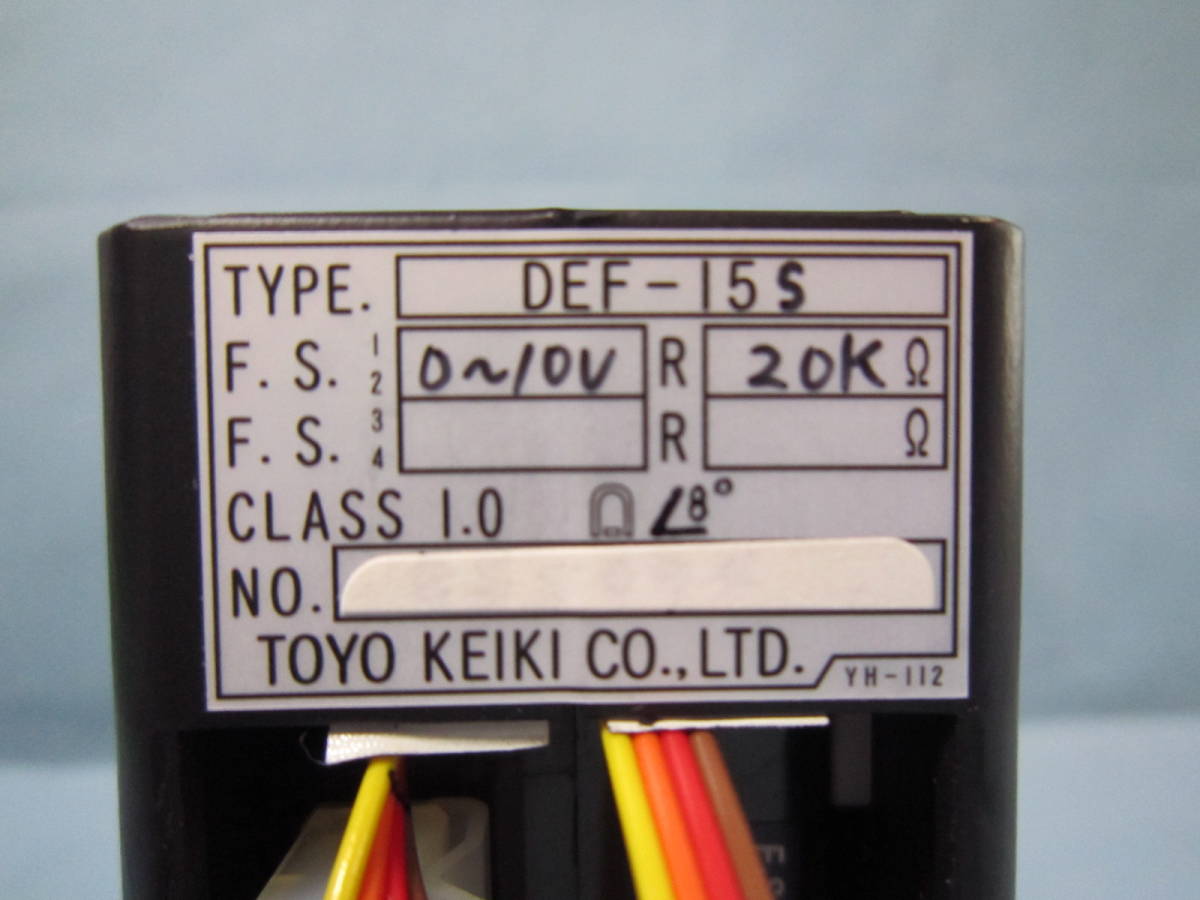 TYPE. DEF-15S
F. S. 1 2 0~10V R 20K Ω
F. S. 3 4 R Ω
CLASS 1.0 ∠8°
NO.
TOYO KEIKI CO., LTD. YH-112